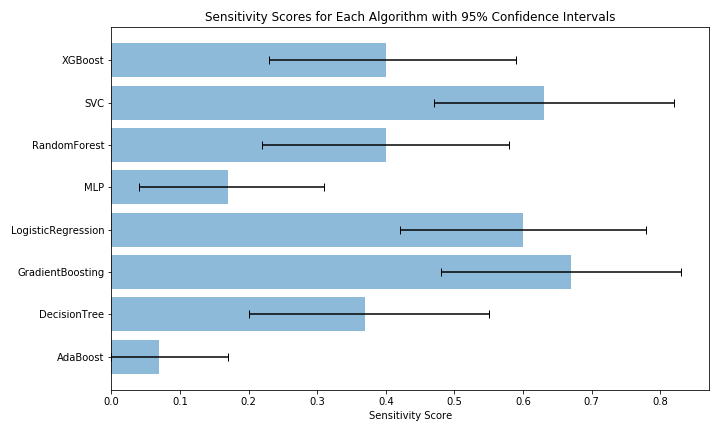 Sensitivity Scores for Each Algorithm with 95% Confidence Intervals
XGBoost
SVC
RandomForest
MLP
LogisticRegression
GradientBoosting
DecisionTree
AdaBoost
0.0 0.1 0.2 0.3 0.4 0.5 0.6 0.7 0.8
Sensitivity Score